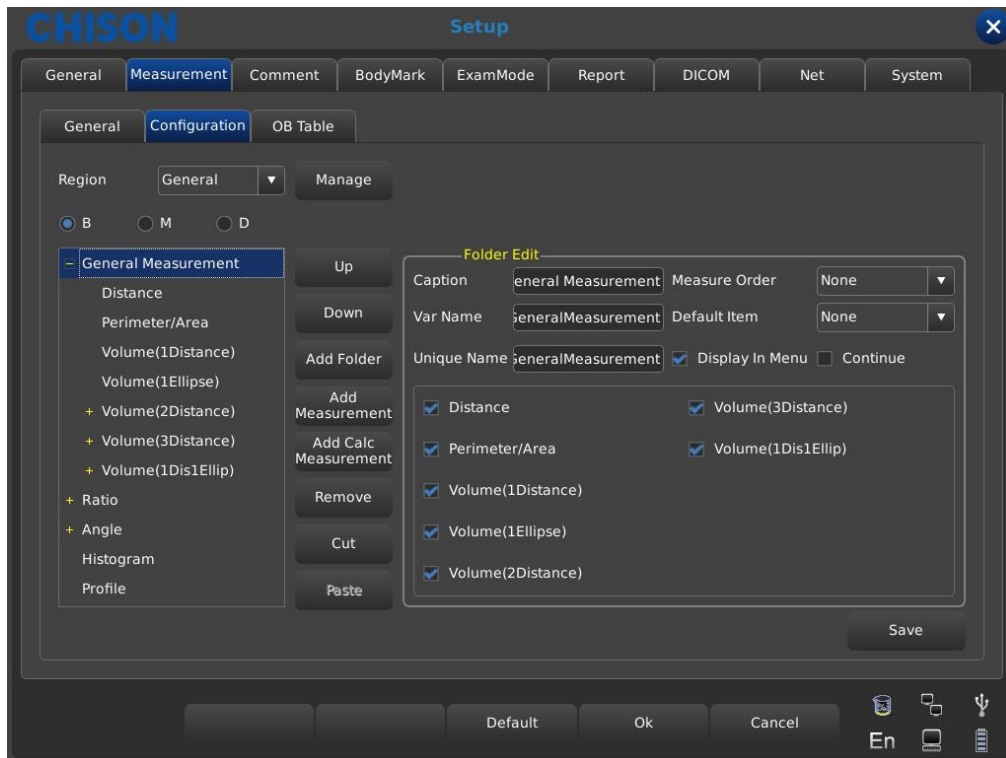 CHISON
Setup
General Measurement Comment BodyMark ExamMode Report DICOM Net System
General Configuration OB Table
Region General Manage
B M D
General Measurement
Distance
Perimeter/Area
Volume(1Distance)
Volume(1Ellipse)
Volume(2Distance)
Volume(3Distance)
Volume(1Dis1Ellip)
Ratio
Angle
Histogram
Profile
Up
Down
Add Folder
Add
Measurement
Add Calc
Measurement
Remove
Cut
Paste
Folder Edit
Caption eneral Measurement Measure Order None
Var Name GeneralMeasurement Default Item None
Unique Name GeneralMeasurement Display In Menu Continue
Distance Volume(3Distance)
Perimeter/Area Volume(1Dis1Ellip)
Volume(1Distance)
Volume(1Ellipse)
Volume(2Distance)
Save
Default Ok Cancel
En